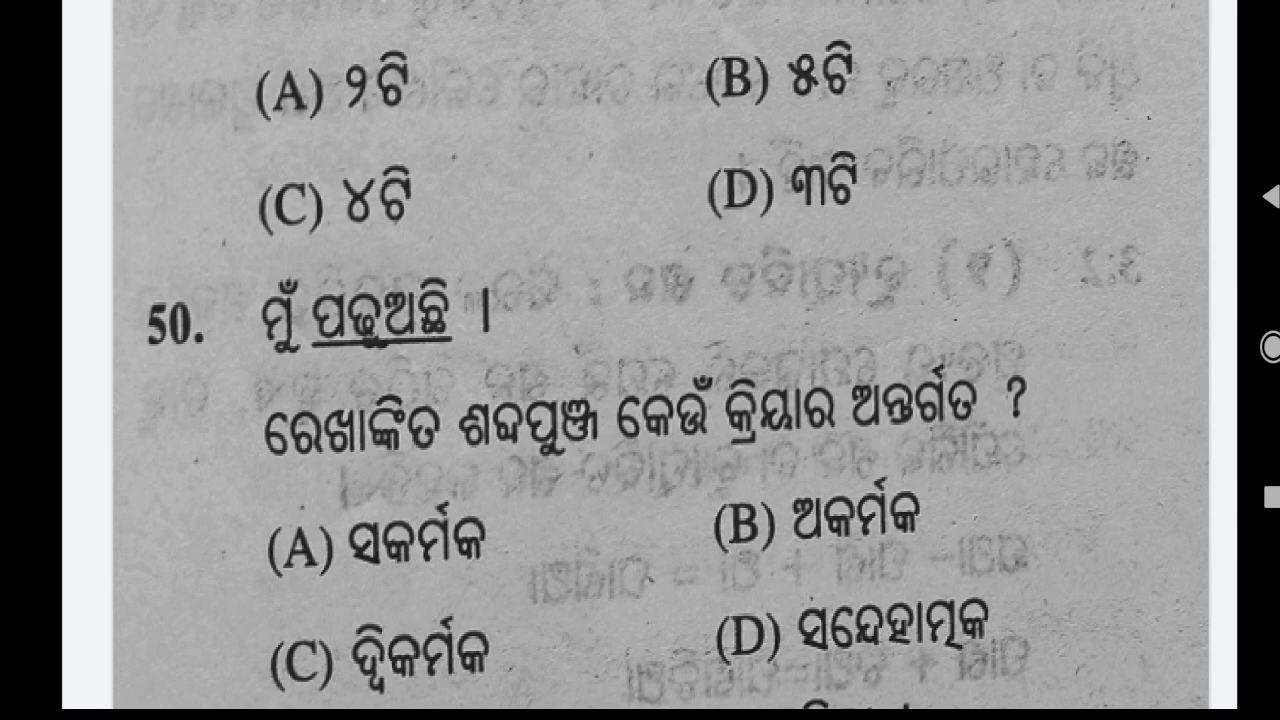 (A) ୨ଟି (B) ୫ଟି
(C) ୪ଟି (D) ୩ଟି
50. ମୁଁ ପଢୁଅଛି ।
ରେଖାଙ୍କିତ ଶବ୍ଦପୁଞ୍ଜ କେଉଁ କ୍ରିୟାର ଅନ୍ତର୍ଗତ ?
(A) ସକର୍ମକ (B) ଅକର୍ମକ
(C) ଦ୍ୱିକର୍ମକ (D) ସନ୍ଦେହାତ୍ମକ